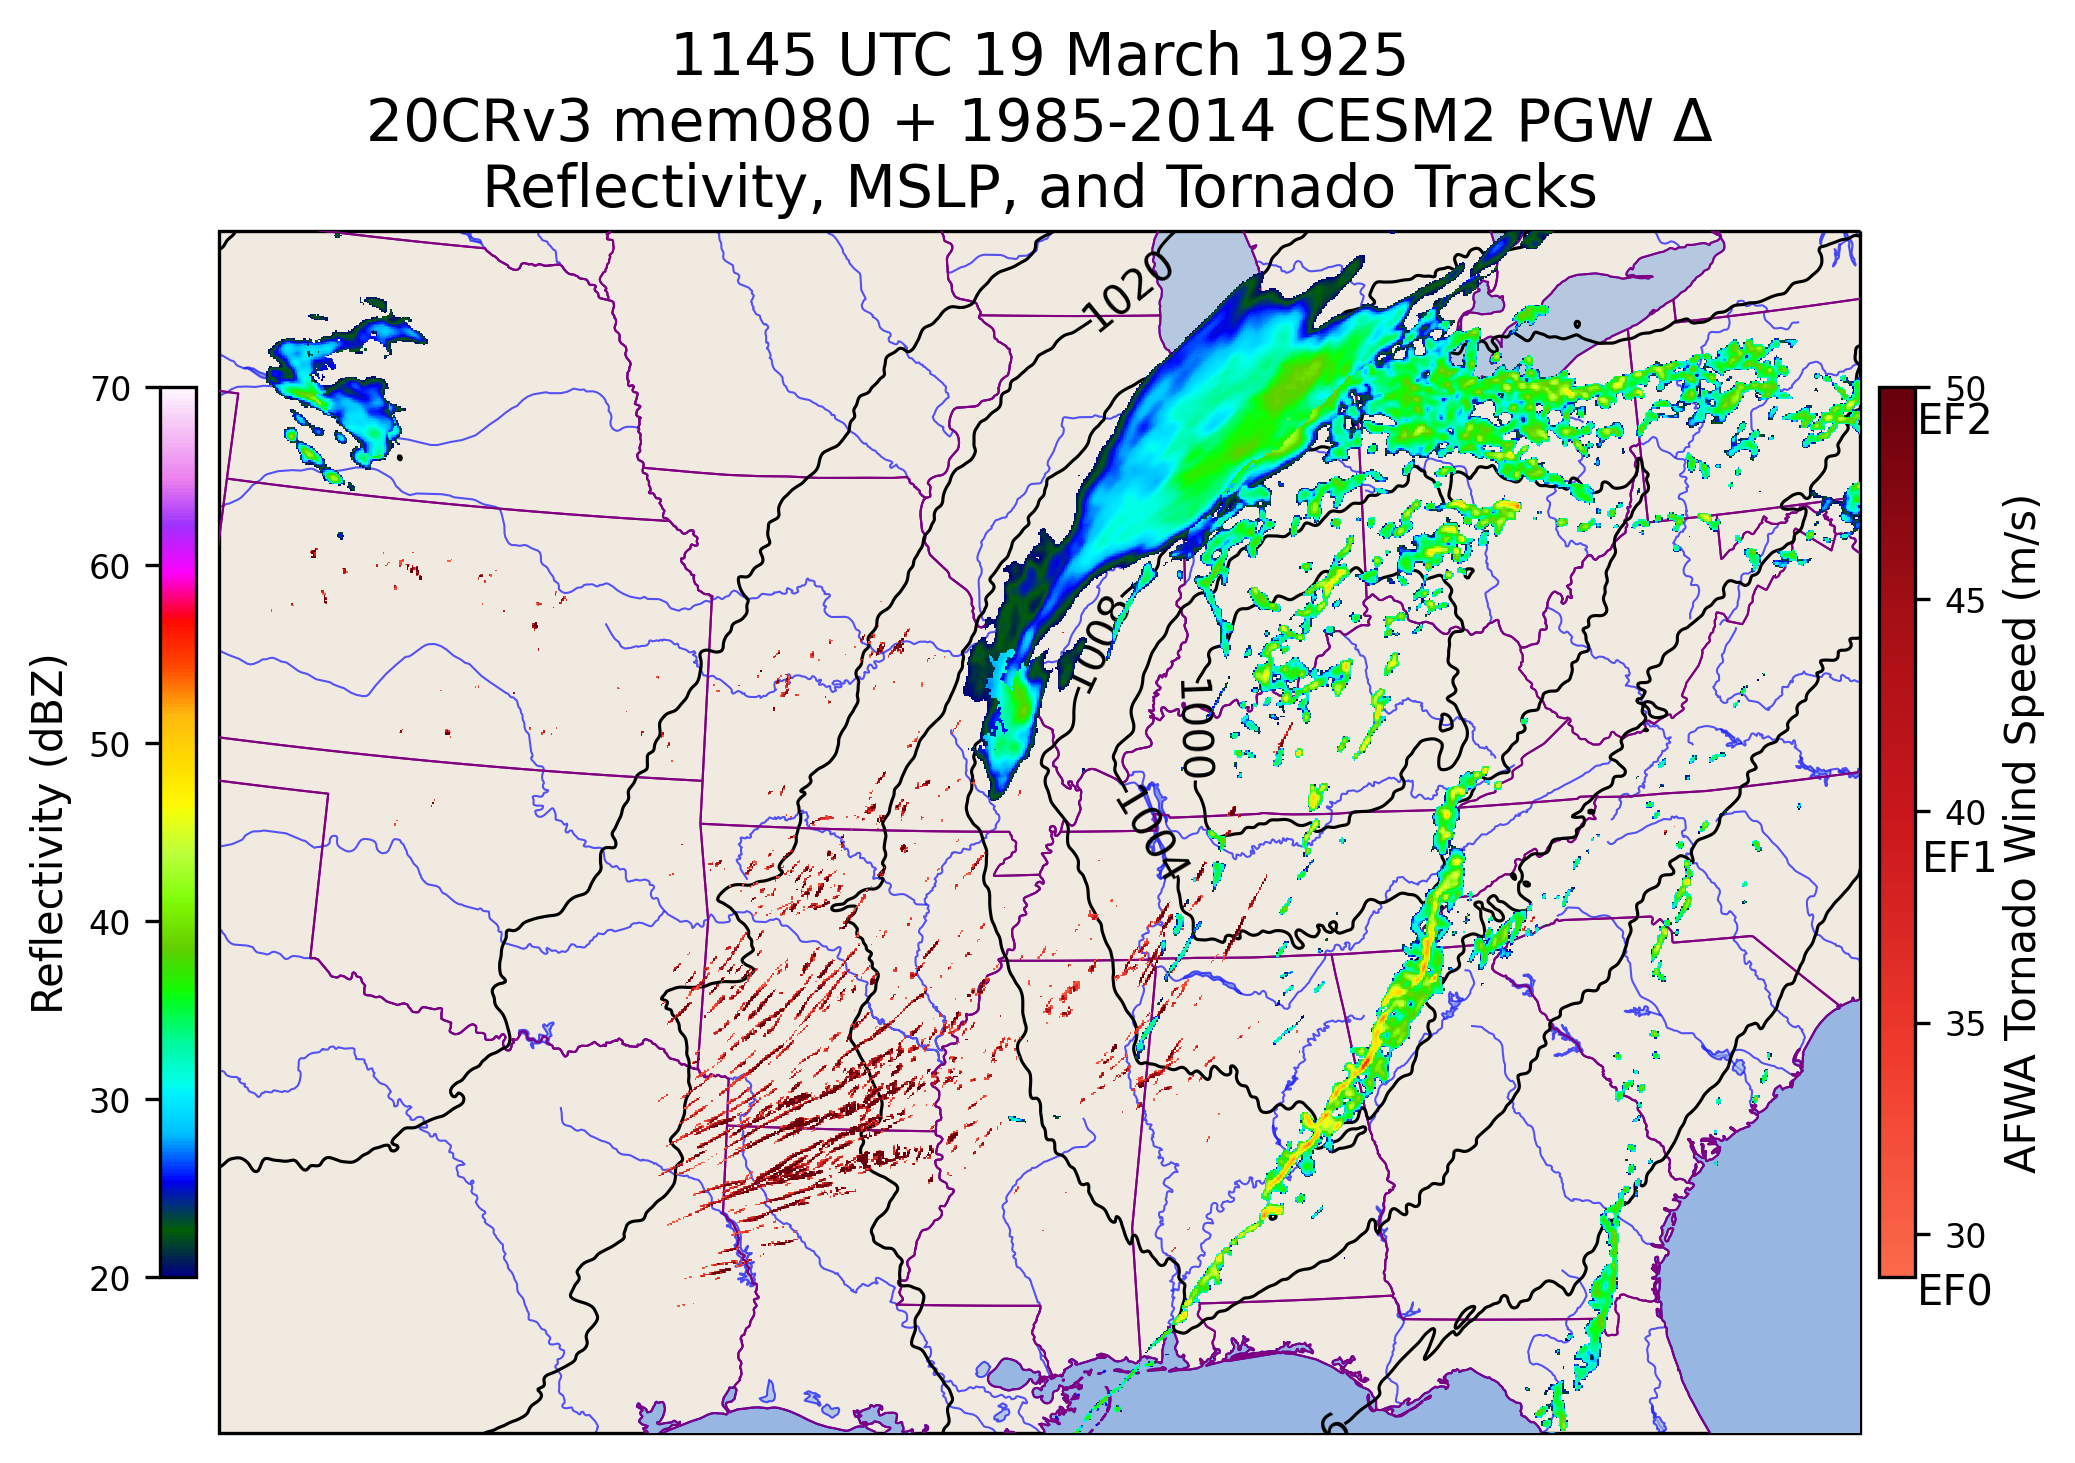 1145 UTC 19 March 1925
20CRv3 mem080 + 1985-2014 CESM2 PGW Δ
Reflectivity, MSLP, and Tornado Tracks
Reflectivity (dBZ)
70
60
50
40
30
20
1020
1008
1000
1004
50
EF2
45
40
EF1
35
30
EF0
AFWA Tornado Wind Speed (m/s)